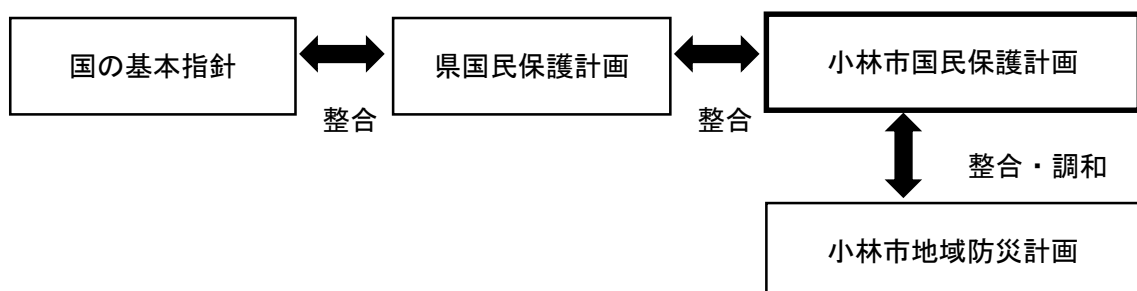 国の基本指針
県国民保護計画
小林市国民保護計画
整合
整合
整合・調和
小林市地域防災計画